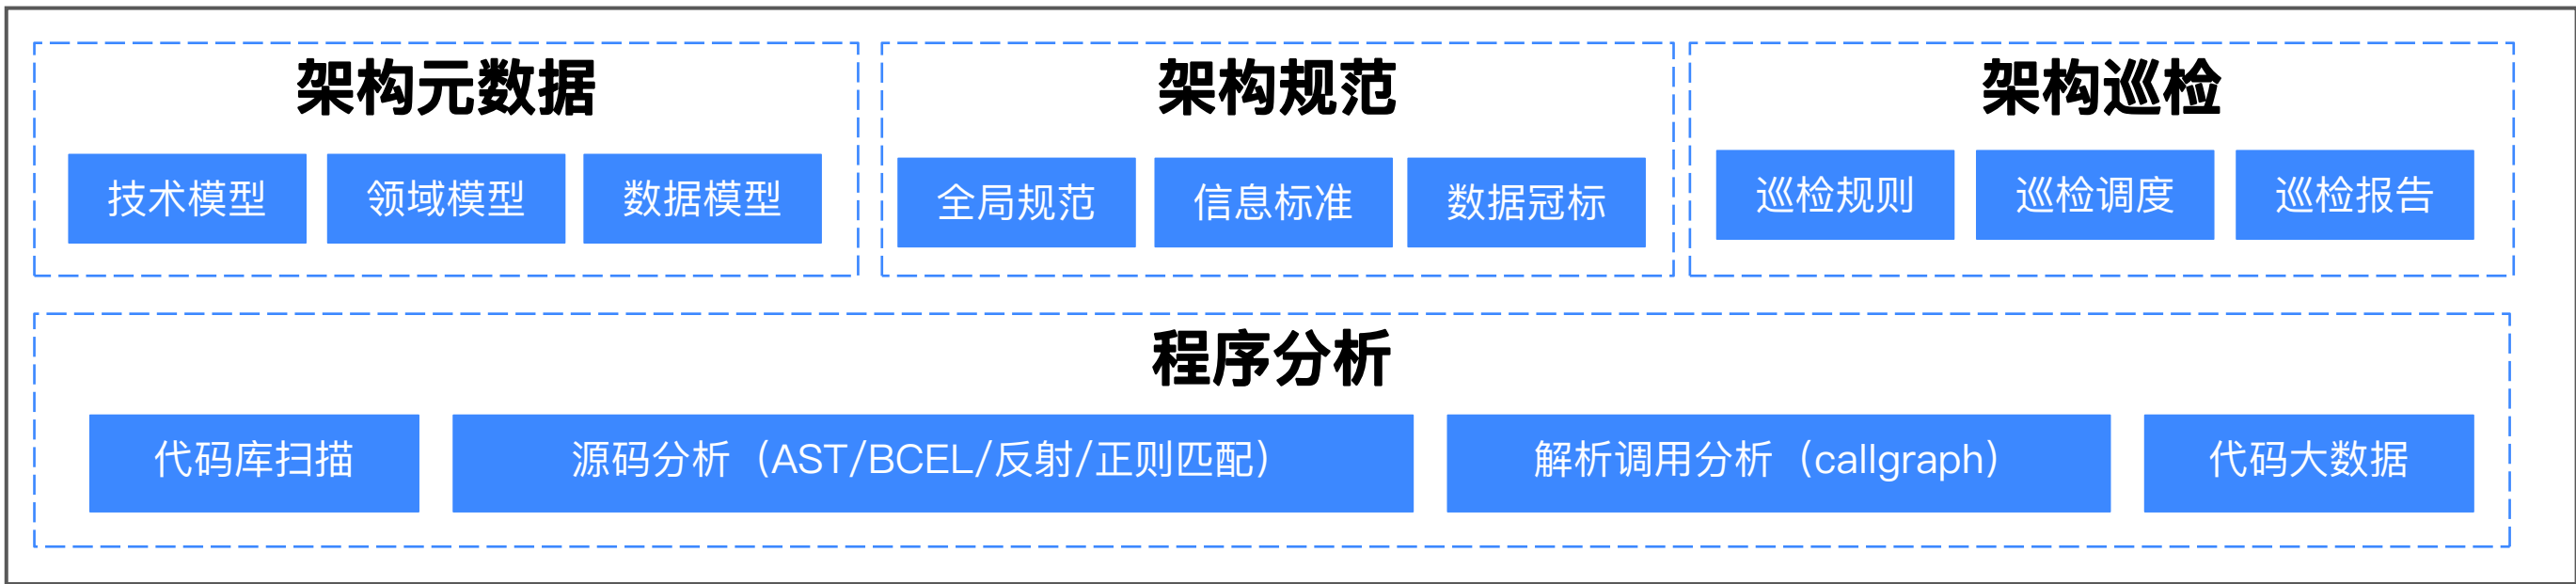 架构元数据
技术模型
领域模型
数据模型
架构规范
全局规范
信息标准
数据冠标
架构巡检
巡检规则
巡检调度
巡检报告
程序分析
代码库扫描
源码分析（AST/BCEL/反射/正则匹配）
解析调用分析（callgraph）
代码大数据